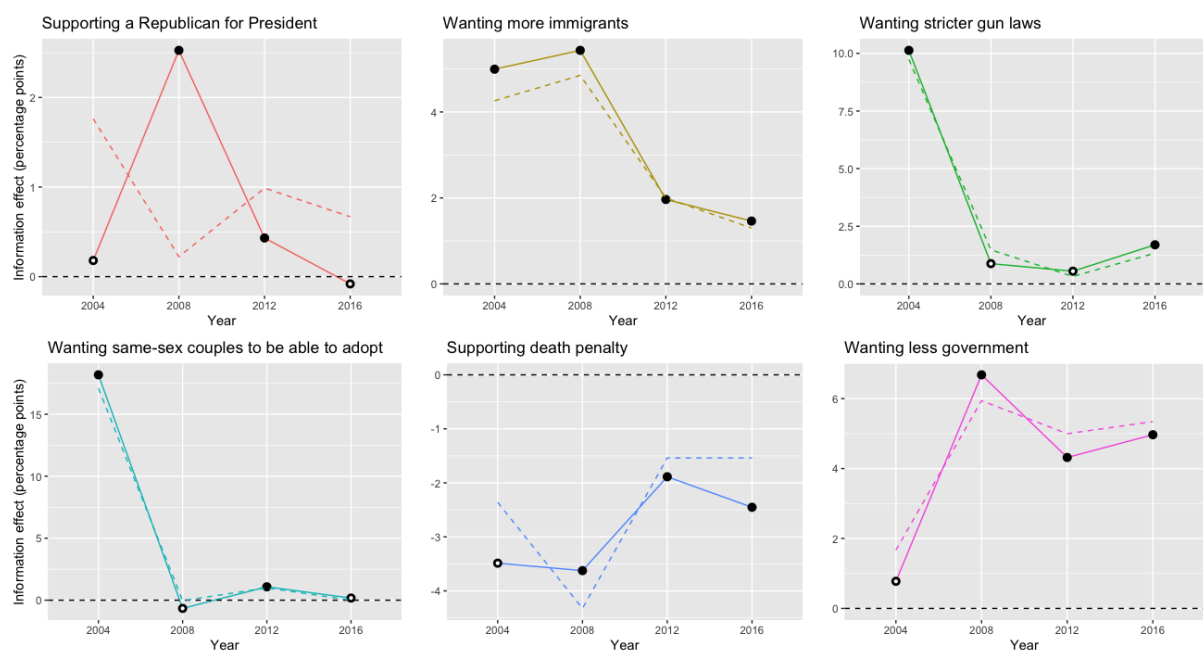 Supporting a Republican for President
Wanting more immigrants
Wanting stricter gun laws
Information effect (percentage points)
2
1
0
2004 2008 2012 2016
Year
4
2
0
2004 2008 2012 2016
Year
10.0
7.5
5.0
2.5
0.0
2004 2008 2012 2016
Year
Wanting same-sex couples to be able to adopt
Supporting death penalty
Wanting less government
Information effect (percentage points)
15
10
5
0
2004 2008 2012 2016
Year
0
-1
-2
-3
-4
2004 2008 2012 2016
Year
6
4
2
0
2004 2008 2012 2016
Year